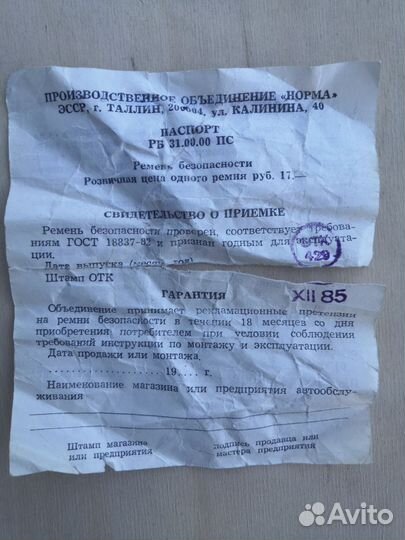 ПРОИЗВОДСТВЕННОЕ ОБЪЕДИНЕНИЕ «НОРМА»
ЭССР, г. ТАЛЛИН, 200004, ул. КАЛИНИНА, 40
ПАСПОРТ
РБ 31.00.00 ПС
Ремень безопасности
Розничная цена одного ремня руб. 17.—
СВИДЕТЕЛЬСТВО О ПРИЕМКЕ
Ремень безопасности проверен, соответствует требова-
ниям ГОСТ 18837-82 и признан годным для эксплуата-
ции.
Дата выпуска (месяц, год)
Штамп ОТК
429
XII 85
ГАРАНТИЯ
Объединение принимает рекламационные претензии
на ремни безопасности в течении 18 месяцев со дня
приобретения потребителем при условии соблюдения
требований инструкции по монтажу и эксплуатации.
Дата продажи или монтажа.
.................... 19..... г.
Наименование магазина или предприятия автообслу-
живания
Штамп магазина
или предприятия
подпись продавца или
мастера предприятия
Avito